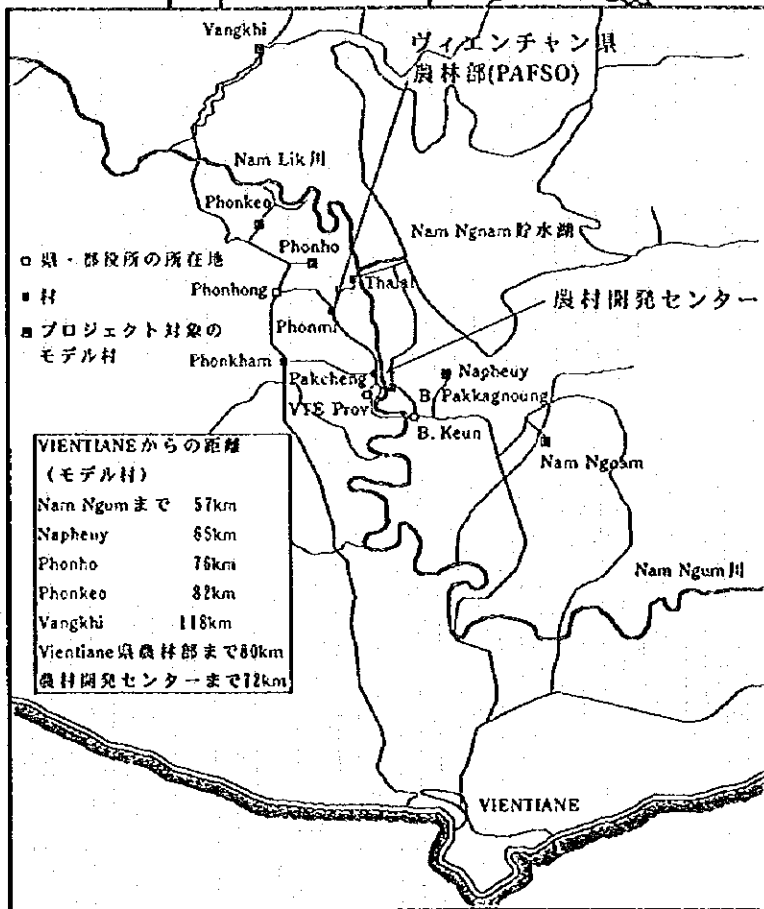 Vangkhi
ヴィエンチャン県
農林部(PAFSO)
Nam Lik川
Phonkeo
Nam Ngnam貯水湖
Phonho
□ 県・郡役所の所在地
Thalat
■ 村
Phonhong
農村開発センター
Phonmi
■ プロジェクト対象の
モデル村
Phonkham
Pakcheng
Napheuy
B. Pakkagnoung
VTE Prov
B. Keun
Nam Ngoam
VIENTIANEからの距離
(モデル村)
Nam Ngumまで 57km
Napheuy 65km
Phonho 76km
Phonkeo 82km
Vangkhi 118km
Vientiane県農林部まで80km
農村開発センターまで72km
Nam Ngum川
VIENTIANE